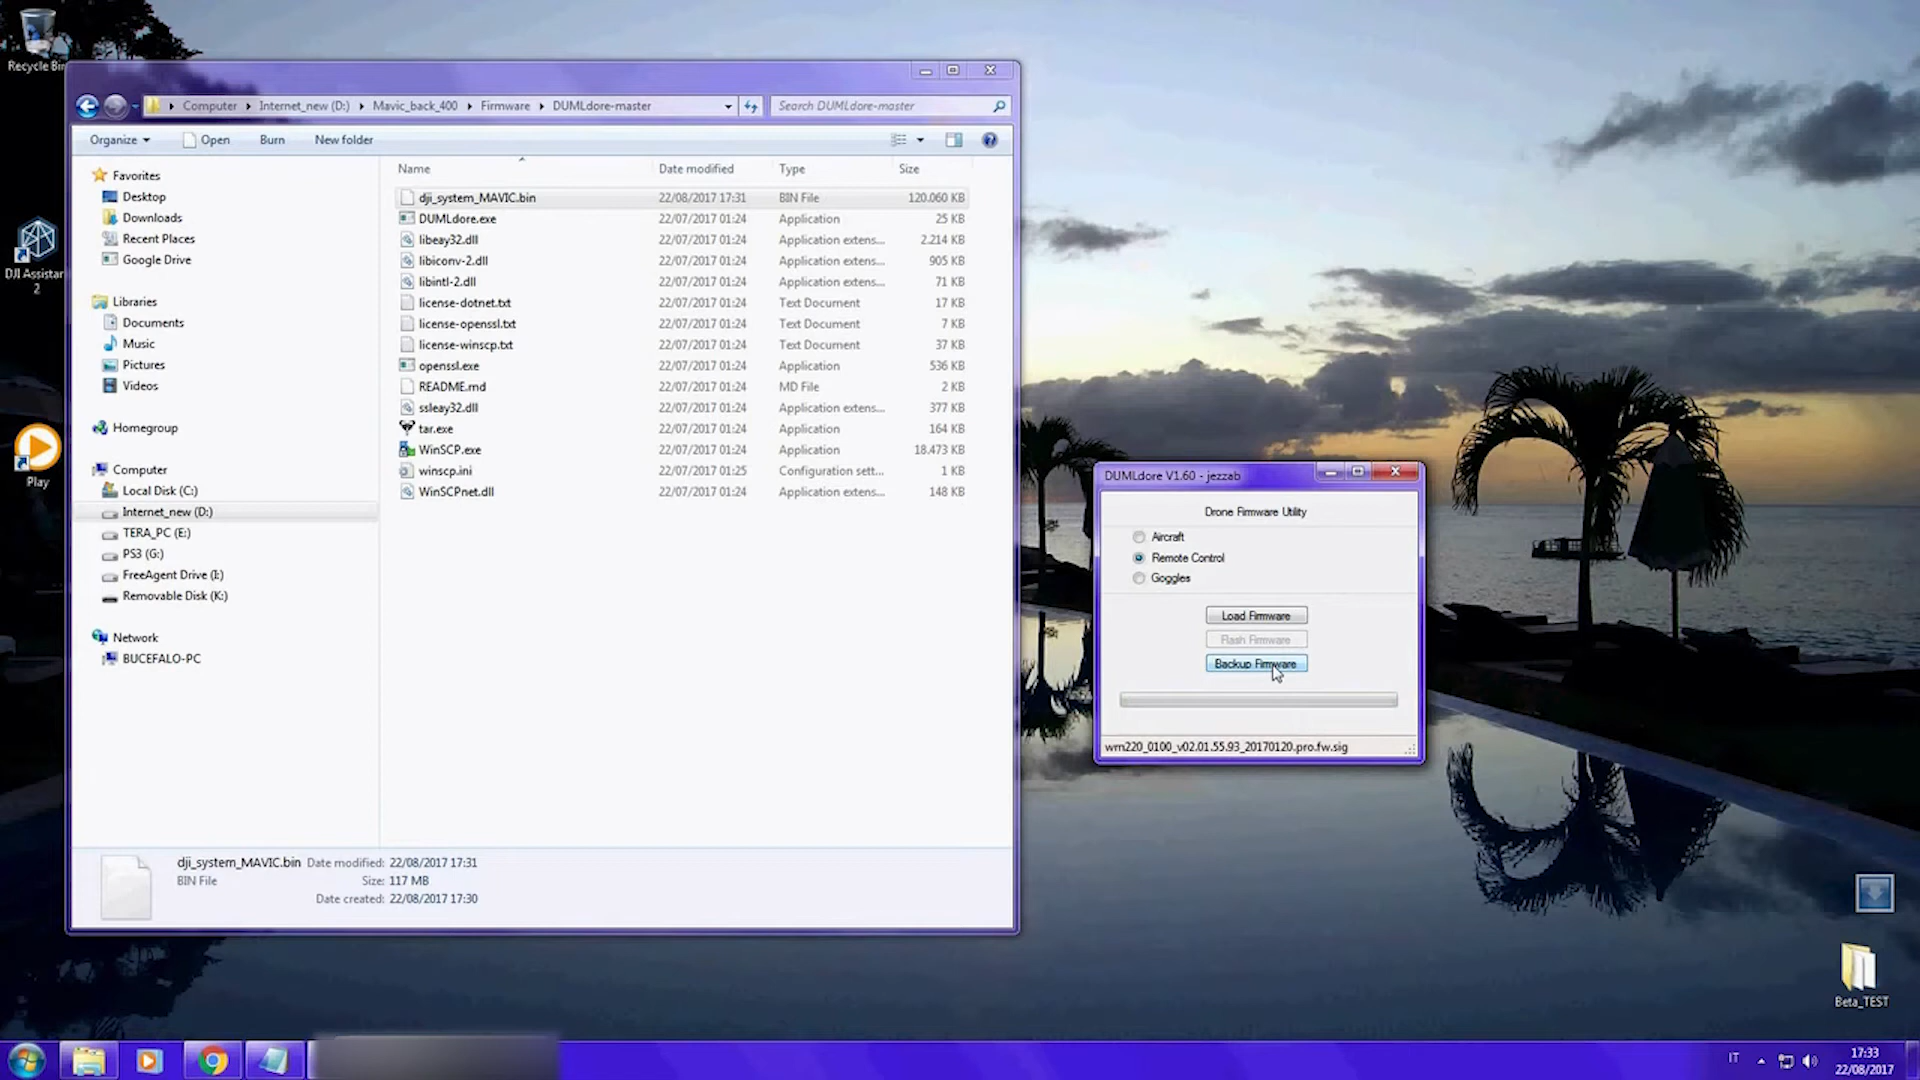 Recycle Bin
DJI Assistant
2
Play
Computer
Internet_new (D:)
Mavic_back_400
Firmware
DUMLdore-master
Search DUMLdore-master
Organize
Open
Burn
New folder
Favorites
Desktop
Downloads
Recent Places
Google Drive
Libraries
Documents
Music
Pictures
Videos
Homegroup
Computer
Local Disk (C:)
Internet_new (D:)
TERA_PC (E:)
PS3 (G:)
FreeAgent Drive (I:)
Removable Disk (K:)
Network
BUCEFALO-PC
Name Date modified Type Size
dji_system_MAVIC.bin 22/08/2017 17:31 BIN File 120.060 KB
DUMLdore.exe 22/07/2017 01:24 Application 25 KB
libeay32.dll 22/07/2017 01:24 Application extens... 2.214 KB
libiconv-2.dll 22/07/2017 01:24 Application extens... 905 KB
libintl-2.dll 22/07/2017 01:24 Application extens... 71 KB
license-dotnet.txt 22/07/2017 01:24 Text Document 17 KB
license-openssl.txt 22/07/2017 01:24 Text Document 7 KB
license-winscp.txt 22/07/2017 01:24 Text Document 37 KB
openssl.exe 22/07/2017 01:24 Application 536 KB
README.md 22/07/2017 01:24 MD File 2 KB
ssleay32.dll 22/07/2017 01:24 Application extens... 377 KB
tar.exe 22/07/2017 01:24 Application 164 KB
WinSCP.exe 22/07/2017 01:24 Application 18.473 KB
winscp.ini 22/07/2017 01:25 Configuration sett... 1 KB
WinSCPnet.dll 22/07/2017 01:24 Application extens... 148 KB
dji_system_MAVIC.bin Date modified: 22/08/2017 17:31
BIN File Size: 117 MB
Date created: 22/08/2017 17:30
DUMLdore V1.60 - jezzab
Drone Firmware Utility
Aircraft
Remote Control
Goggles
Load Firmware
Flash Firmware
Backup Firmware
wm220_0100_v02.01.55.93_20170120.pro.fw.sig
Beta_TEST
IT
17:33
22/08/2017